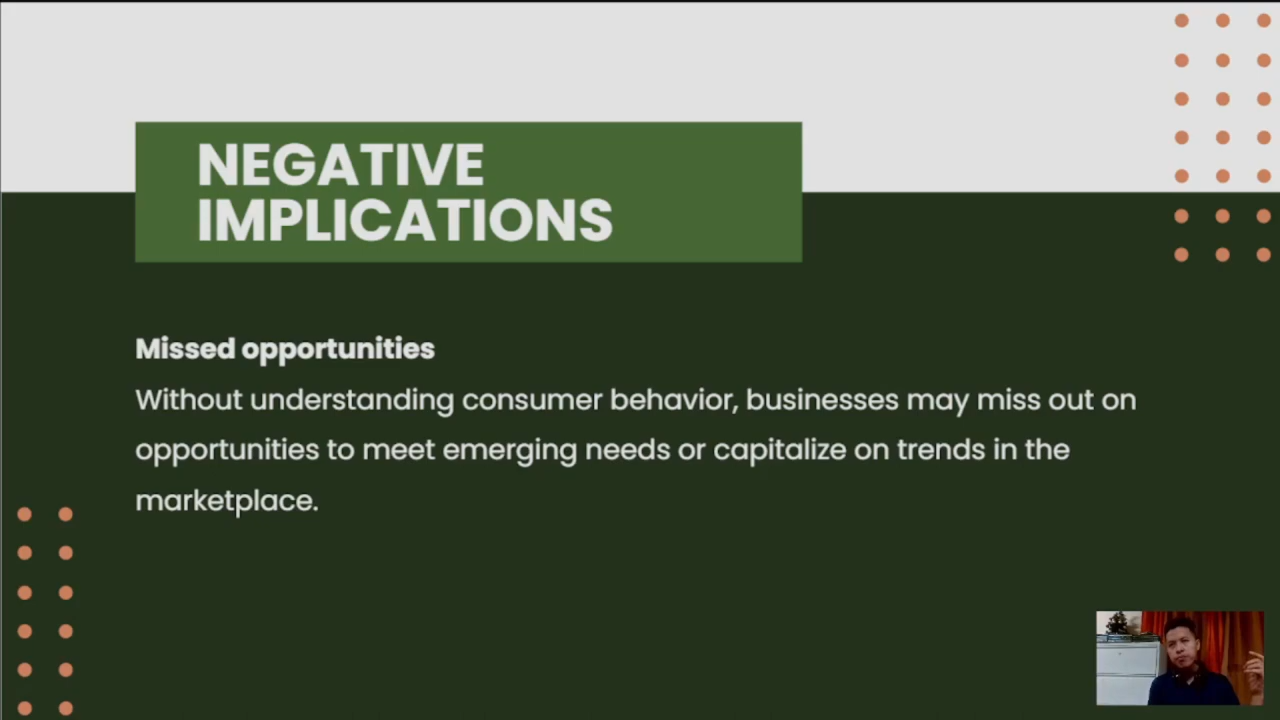 NEGATIVE
IMPLICATIONS
Missed opportunities
Without understanding consumer behavior, businesses may miss out on
opportunities to meet emerging needs or capitalize on trends in the
marketplace.